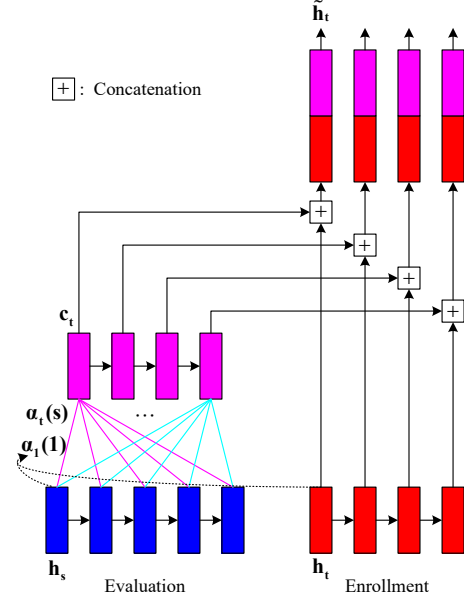 h̃ₜ
+ : Concatenation
+
+
+
+
cₜ
αₜ(s)
...
α₁(1)
hₛ
hₜ
Evaluation
Enrollment